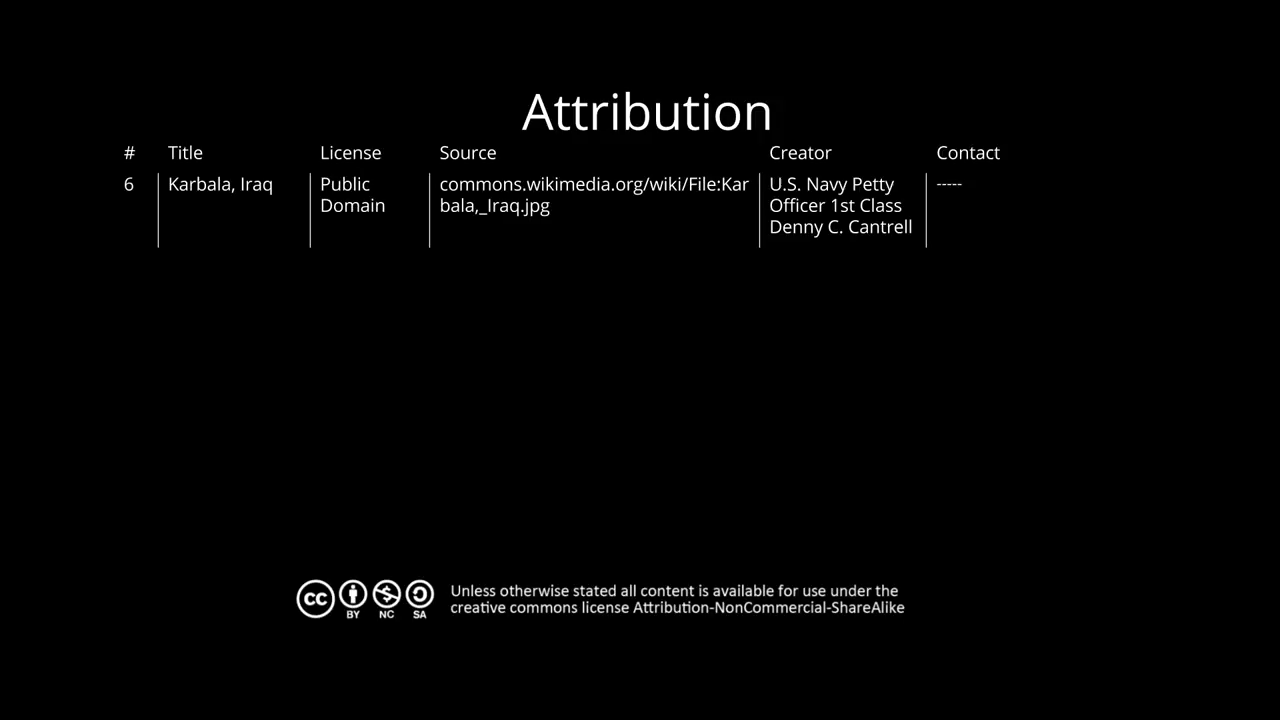 Attribution
# Title License Source Creator Contact
6 Karbala, Iraq Public commons.wikimedia.org/wiki/File:Kar U.S. Navy Petty -----
Domain bala,_Iraq.jpg Officer 1st Class
Denny C. Cantrell
cc BY NC SA Unless otherwise stated all content is available for use under the
creative commons license Attribution-NonCommercial-ShareAlike